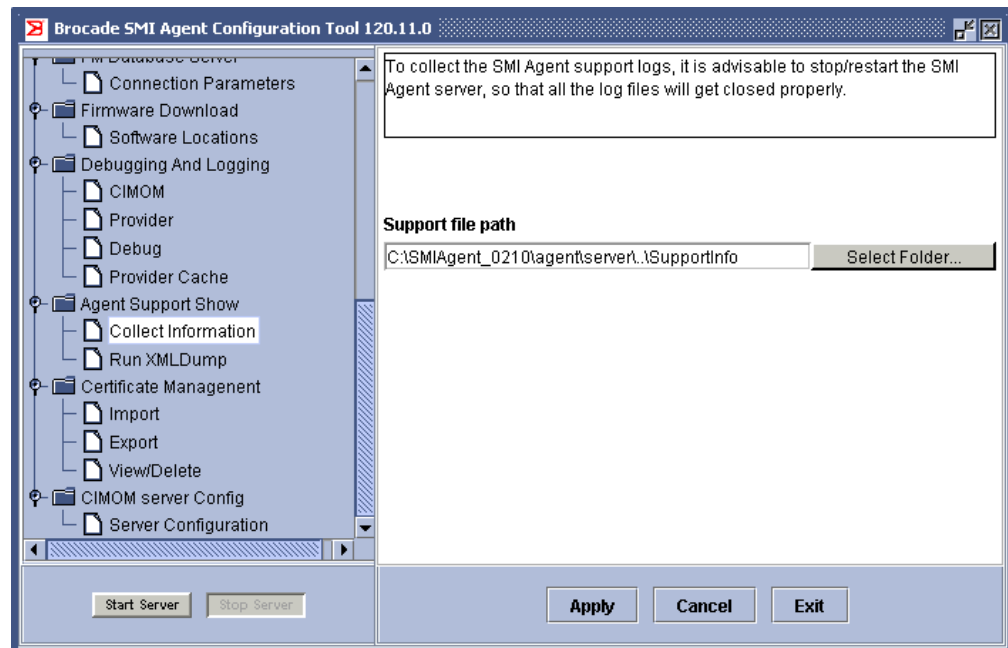 Brocade SMI Agent Configuration Tool 120.11.0
Connection Parameters
Firmware Download
Software Locations
Debugging And Logging
CIMOM
Provider
Debug
Provider Cache
Agent Support Show
Collect Information
Run XMLDump
Certificate Managenent
Import
Export
View/Delete
CIMOM server Config
Server Configuration
Start Server
Stop Server
To collect the SMI Agent support logs, it is advisable to stop/restart the SMI
Agent server, so that all the log files will get closed properly.
Support file path
C:\SMIAgent_0210\agent\server\..\SupportInfo
Select Folder...
Apply
Cancel
Exit